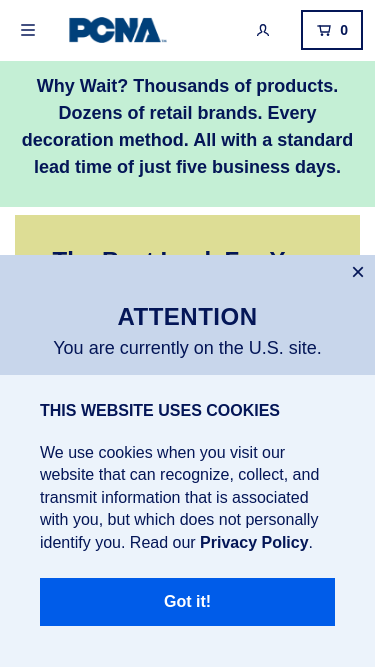 PCNA
0
Why Wait? Thousands of products.
Dozens of retail brands. Every
decoration method. All with a standard
lead time of just five business days.
ATTENTION
You are currently on the U.S. site.
THIS WEBSITE USES COOKIES
We use cookies when you visit our
website that can recognize, collect, and
transmit information that is associated
with you, but which does not personally
identify you. Read our Privacy Policy.
Got it!